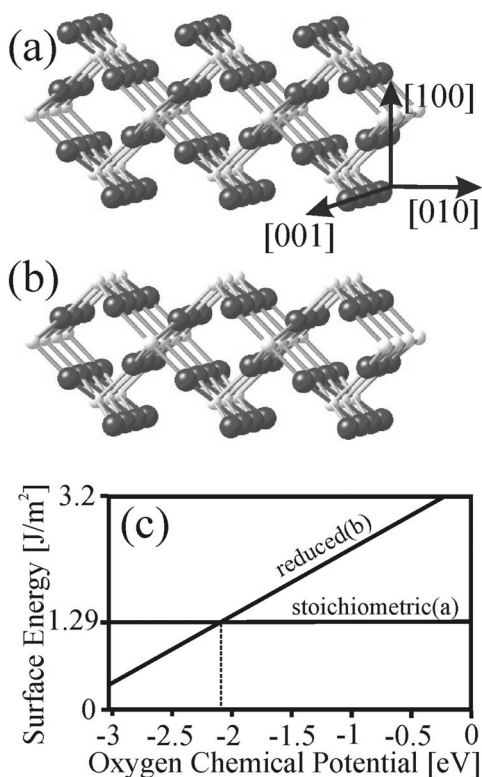 (a)
[100]
[010]
[001]
(b)
(c)
Surface Energy [J/m²]
3.2
1.29
0
reduced(b)
stoichiometric(a)
-3 -2.5 -2 -1.5 -1 -0.5 0
Oxygen Chemical Potential [eV]